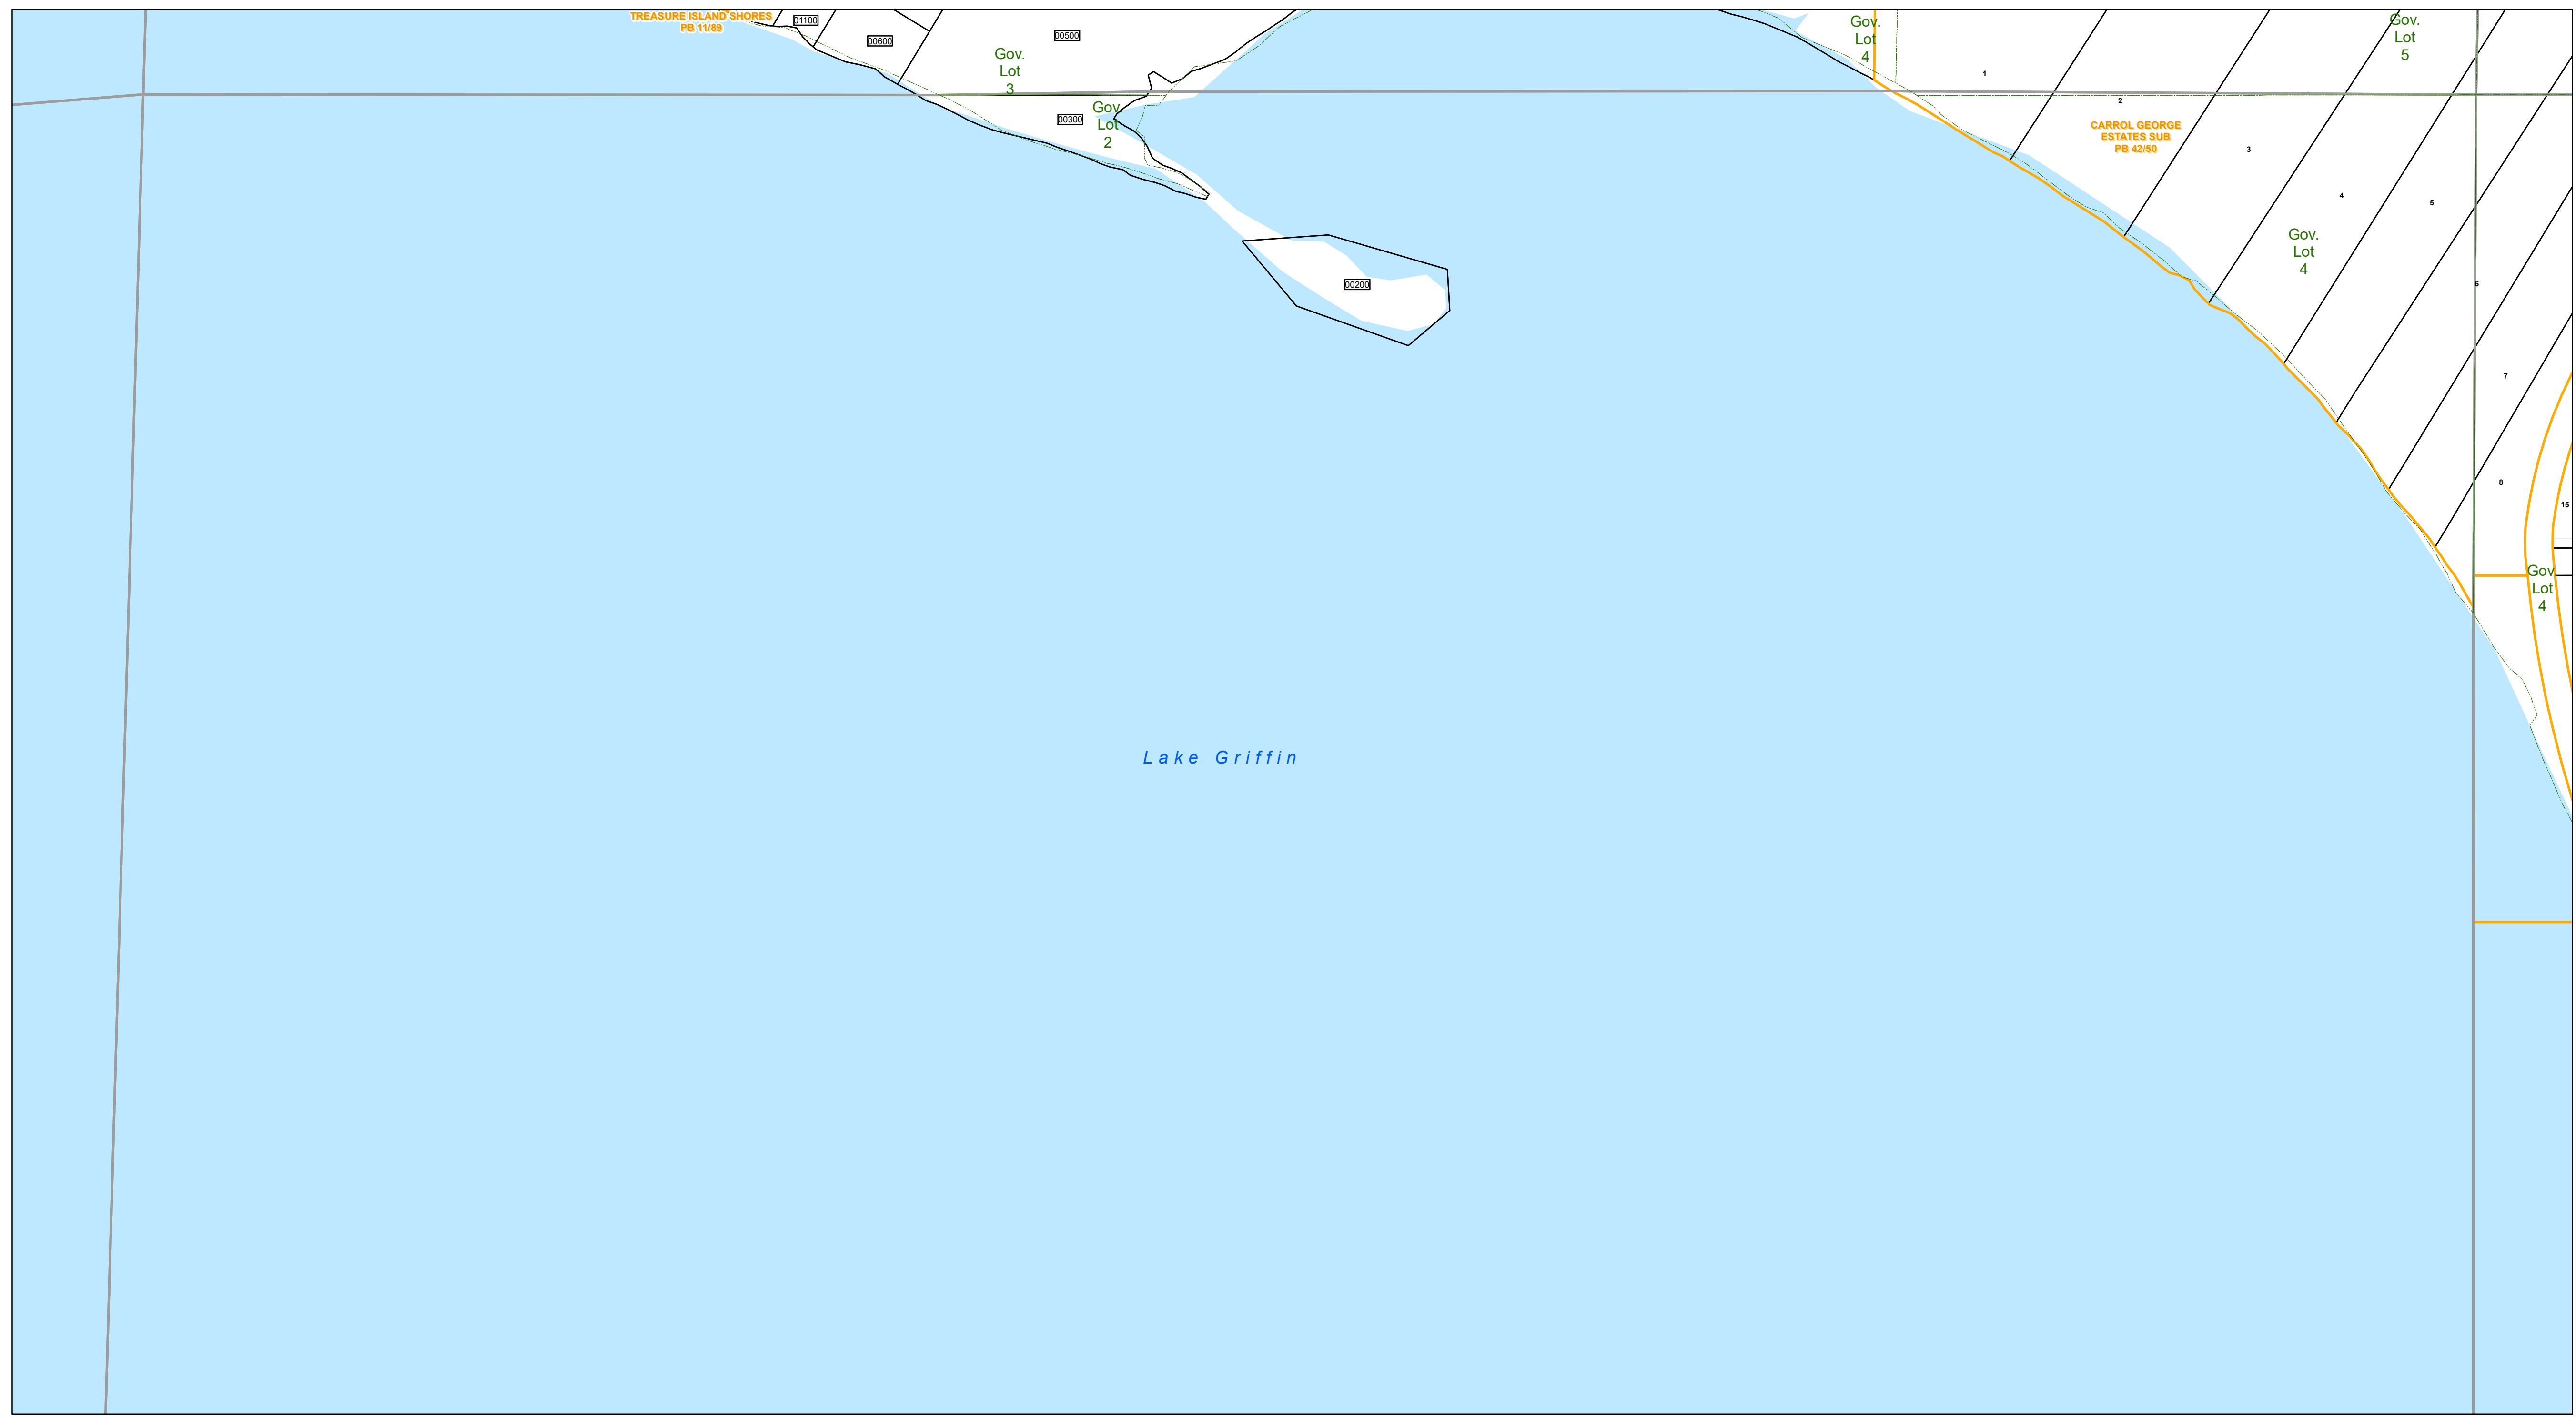 TREASURE ISLAND SHORES
PB 11/89
01100
00600
00500
Gov.
Lot
3
Gov.
Lot
2
00300
00200
Gov.
Lot
4
Gov.
Lot
5
1
2
CARROL GEORGE
ESTATES SUB
PB 42/50
3
4
5
Gov.
Lot
4
6
7
8
15
Gov
Lot
4
Lake Griffin